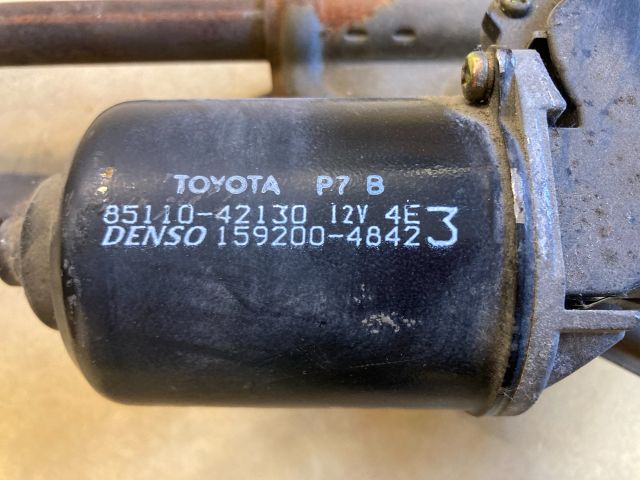 TOYOTA P7 B
85110-42130 12V 4E
DENSO 159200-4842 3